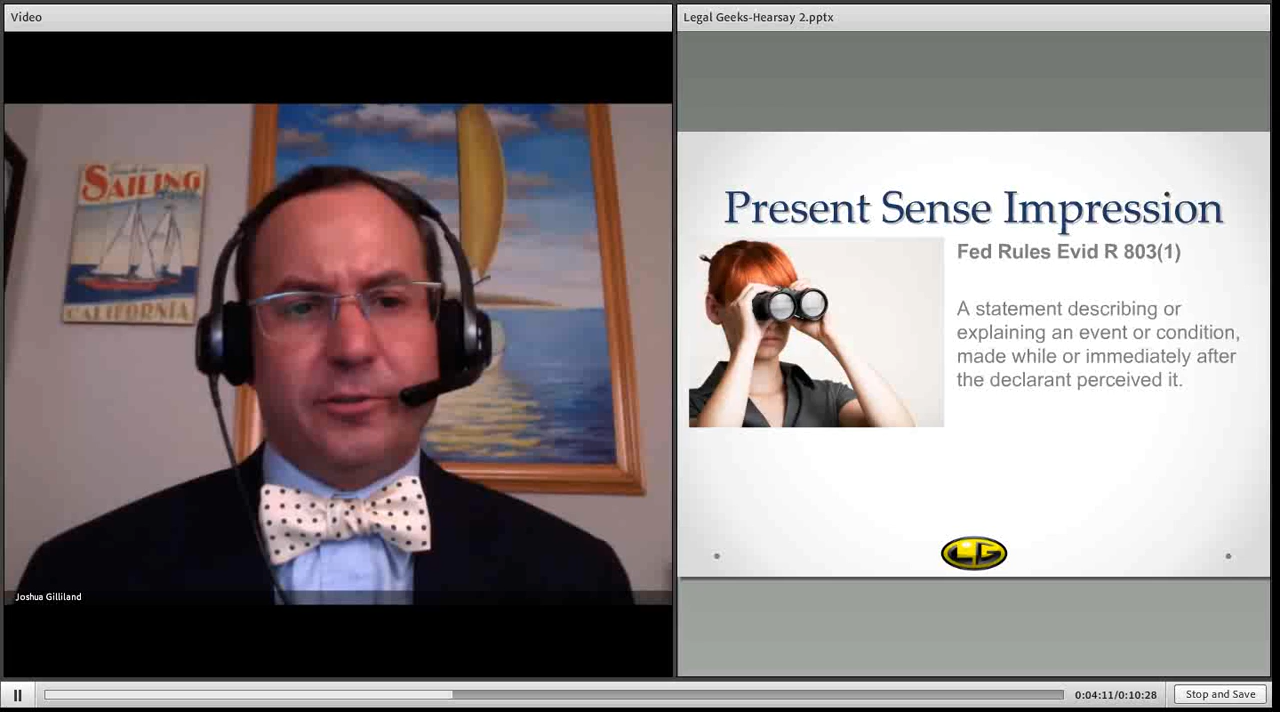 Video
Legal Geeks-Hearsay 2.pptx
SAILING
CALIFORNIA
Joshua Gilliland
Present Sense Impression
Fed Rules Evid R 803(1)
A statement describing or
explaining an event or condition,
made while or immediately after
the declarant perceived it.
LG
0:04:11/0:10:28
Stop and Save